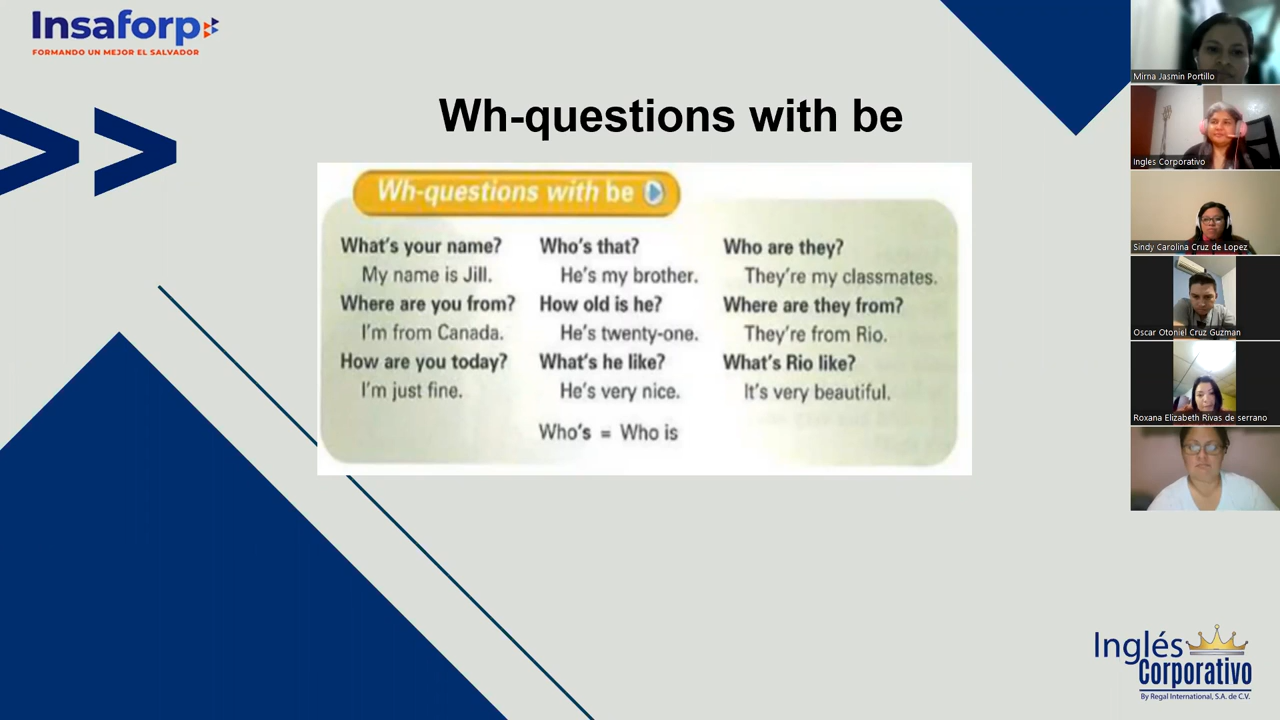 Insaforp
FORMANDO UN MEJOR EL SALVADOR
Wh-questions with be
Wh-questions with be
What's your name?
My name is Jill.
Where are you from?
I'm from Canada.
How are you today?
I'm just fine.
Who's that?
He's my brother.
How old is he?
He's twenty-one.
What's he like?
He's very nice.
Who's = Who is
Who are they?
They're my classmates.
Where are they from?
They're from Rio.
What's Rio like?
It's very beautiful.
Mirna Jasmin Portillo
Ingles Corporativo
Sindy Carolina Cruz de Lopez
Oscar Otoniel Cruz Guzman
Roxana Elizabeth Rivas de serrano
Inglés
Corporativo
By Regal International, S.A. de C.V.